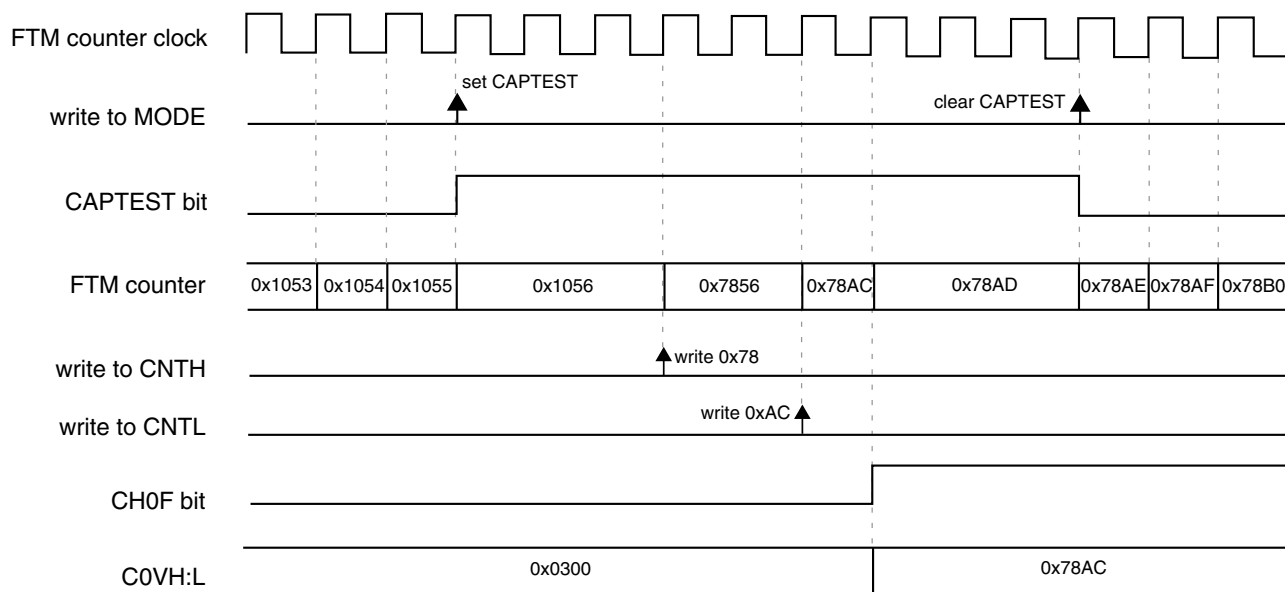 FTM counter clock
set CAPTEST
clear CAPTEST
write to MODE
CAPTEST bit
FTM counter
0x1053 0x1054 0x1055 0x1056 0x7856 0x78AC 0x78AD 0x78AE 0x78AF 0x78B0
write to CNTH
write 0x78
write to CNTL
write 0xAC
CH0F bit
C0VH:L
0x0300 0x78AC